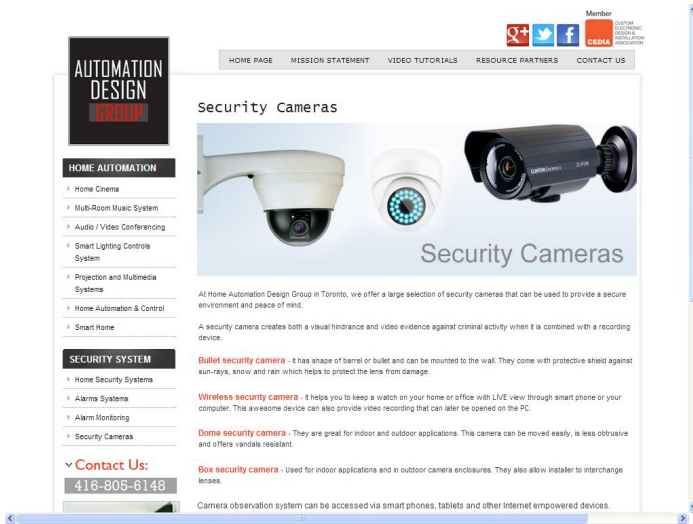 Member
CUSTOM
ELECTRONIC
DESIGN &
INSTALLATION
ASSOCIATION
CEDIA
HOME PAGE MISSION STATEMENT VIDEO TUTORIALS RESOURCE PARTNERS CONTACT US
AUTOMATION
DESIGN
GROUP
Security Cameras
Security Cameras
HOME AUTOMATION
Home Cinema
Multi-Room Music System
Audio / Video Conferencing
Smart Lighting Controls
System
Projection and Multimedia
Systems
Home Automation & Control
Smart Home
SECURITY SYSTEM
Home Security Systems
Alarms Systems
Alarm Monitoring
Security Cameras
Contact Us:
416-805-6148
At Home Automation Design Group in Toronto, we offer a large selection of security cameras that can be used to provide a secure
environment and peace of mind.
A security camera creates both a visual hindrance and video evidence against criminal activity when it is combined with a recording
device.
Bullet security camera - It has shape of barrel or bullet and can be mounted to the wall. They come with protective shield against
sun-rays, snow and rain which helps to protect the lens from damage.
Wireless security camera - It helps you to keep a watch on your home or office with LIVE view through smart phone or your
computer. This awesome device can also provide video recording that can later be opened on the PC.
Dome security camera - They are great for indoor and outdoor applications. This camera can be moved easily, is less obtrusive
and offers vandals resistant.
Box security camera - Used for indoor applications and in outdoor camera enclosures. They also allow installer to interchange
lenses.
Camera observation system can be accessed via smart phones, tablets and other Internet empowered devices.